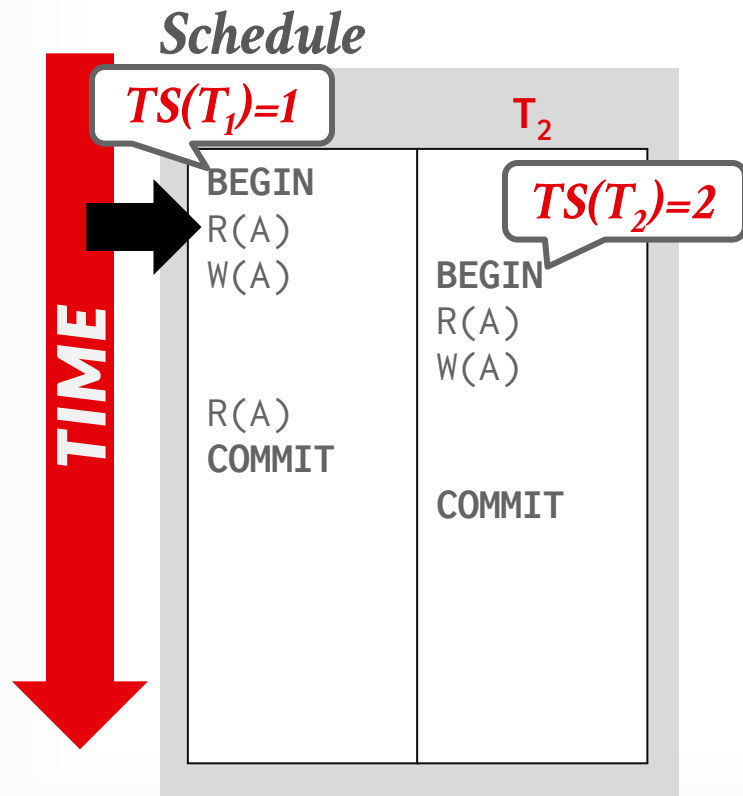 Schedule
TS(T₁)=1
T₂
BEGIN
R(A)
W(A)
TS(T₂)=2
BEGIN
R(A)
W(A)
R(A)
COMMIT
COMMIT
TIME